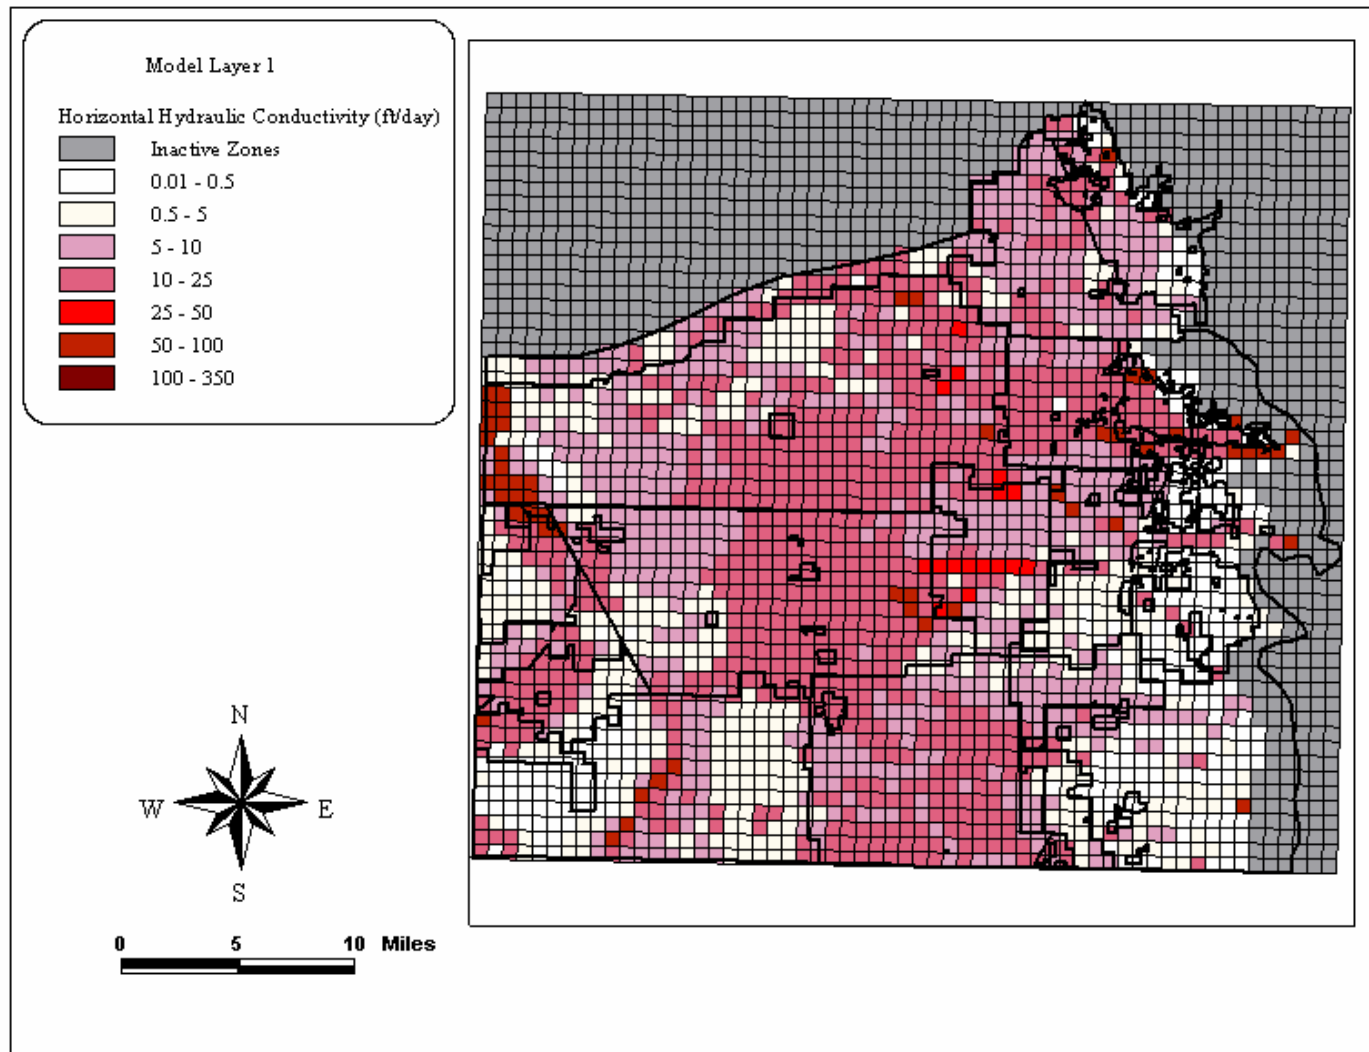 Model Layer 1
Horizontal Hydraulic Conductivity (ft/day)
Inactive Zones
0.01 - 0.5
0.5 - 5
5 - 10
10 - 25
25 - 50
50 - 100
100 - 350
N
W E
S
0 5 10 Miles